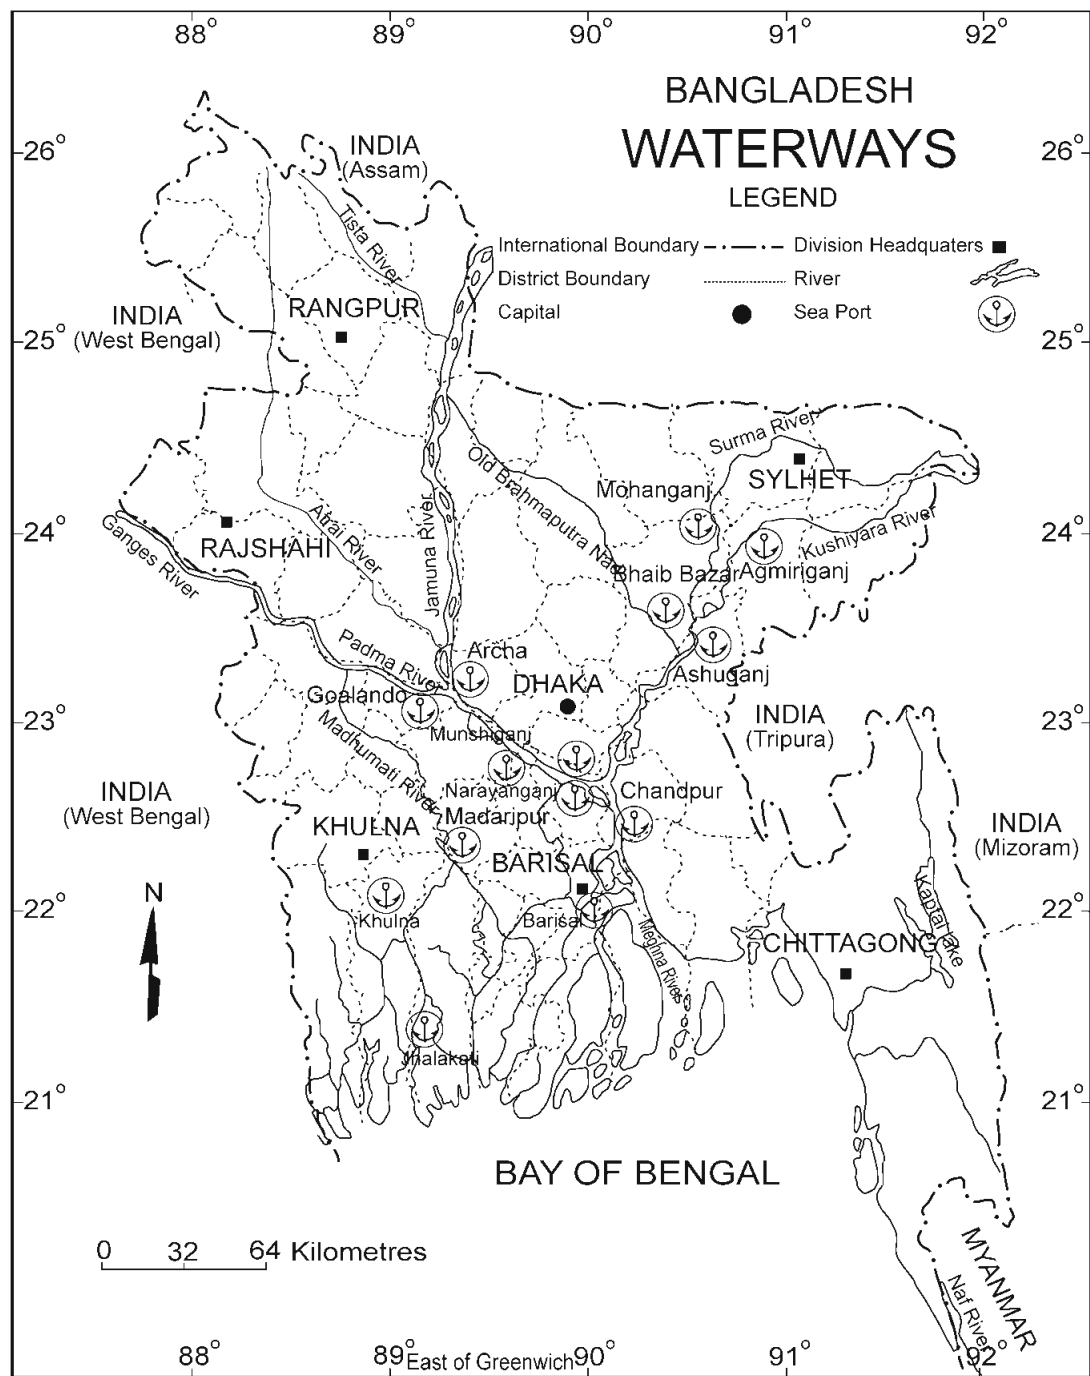 88° 89° 90° 91° 92°
BANGLADESH
WATERWAYS
LEGEND
International Boundary
Division Headquaters
District Boundary
River
Capital
Sea Port
26°
26°
INDIA
(Assam)
Tista River
INDIA
(West Bengal)
RANGPUR
25°
25°
Surma River
SYLHET
Old Brahmaputra Nad
Mohanganj
Kushiyara River
24°
24°
RAJSHAHI
Ganges River
Atrai River
Jamuna River
Bhaib Bazar
Agmiriganj
Padma River
Archa
DHAKA
Ashuganj
Goalando
23°
23°
Munshiganj
INDIA
(Tripura)
Madhumati River
INDIA
(West Bengal)
Narayanganj
Chandpur
Madaripur
KHULNA
BARISAL
INDIA
(Mizoram)
N
22°
22°
Khulna
Barisal
Meghna River
CHITTAGONG
Kaptai lake
Jhalakati
21°
21°
BAY OF BENGAL
0 32 64 Kilometres
MYANMAR
Naf River
88° 89° 90° 91° 92°
East of Greenwich